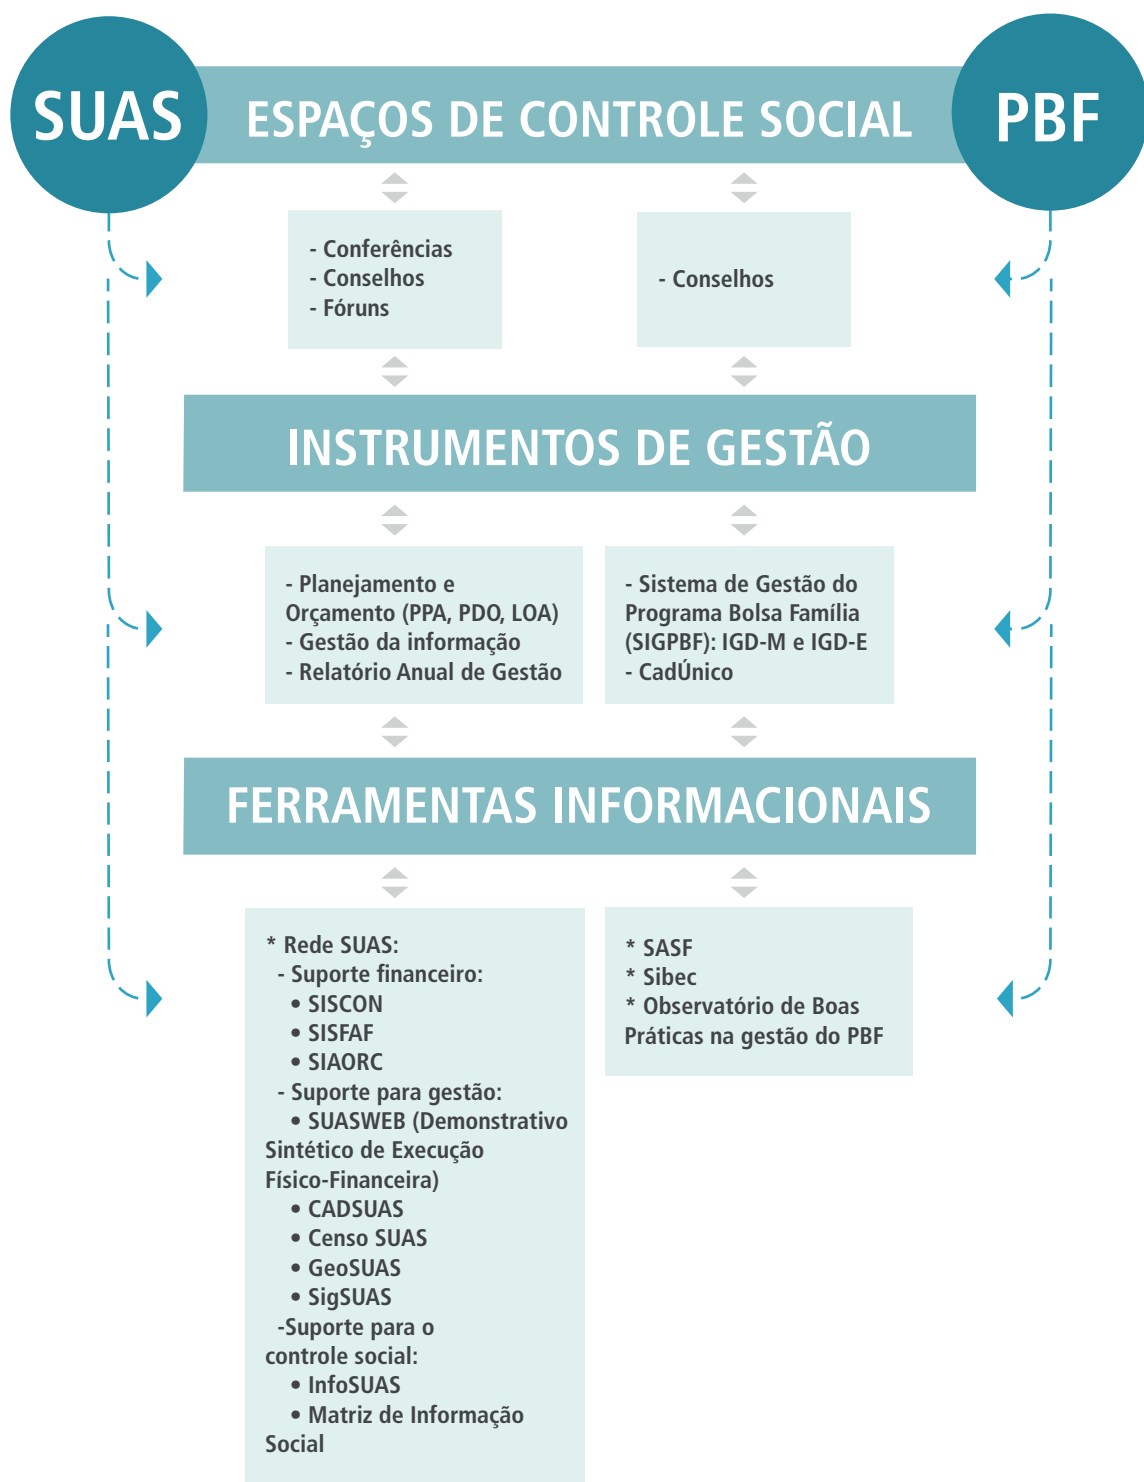 SUAS
ESPAÇOS DE CONTROLE SOCIAL
PBF
- Conferências
- Conselhos
- Fóruns
- Conselhos
INSTRUMENTOS DE GESTÃO
- Planejamento e
Orçamento (PPA, PDO, LOA)
- Gestão da informação
- Relatório Anual de Gestão
- Sistema de Gestão do
Programa Bolsa Família
(SIGPBF): IGD-M e IGD-E
- CadÚnico
FERRAMENTAS INFORMACIONAIS
* Rede SUAS:
- Suporte financeiro:
• SISCON
• SISFAF
• SIAORC
- Suporte para gestão:
• SUASWEB (Demonstrativo
Sintético de Execução
Físico-Financeira)
• CADSUAS
• Censo SUAS
• GeoSUAS
• SigSUAS
-Suporte para o
controle social:
• InfoSUAS
• Matriz de Informação
Social
* SASF
* Sibec
* Observatório de Boas
Práticas na gestão do PBF